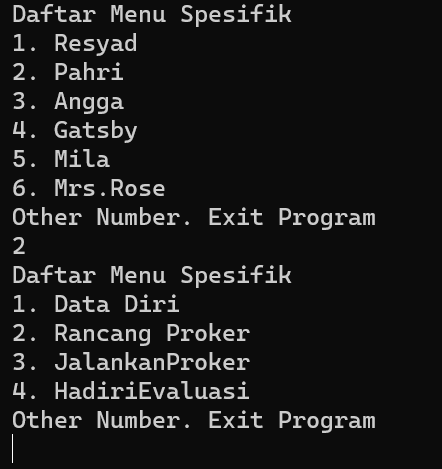 Daftar Menu Spesifik
1. Resyad
2. Pahri
3. Angga
4. Gatsby
5. Mila
6. Mrs.Rose
Other Number. Exit Program
2
Daftar Menu Spesifik
1. Data Diri
2. Rancang Proker
3. JalankanProker
4. HadiriEvaluasi
Other Number. Exit Program